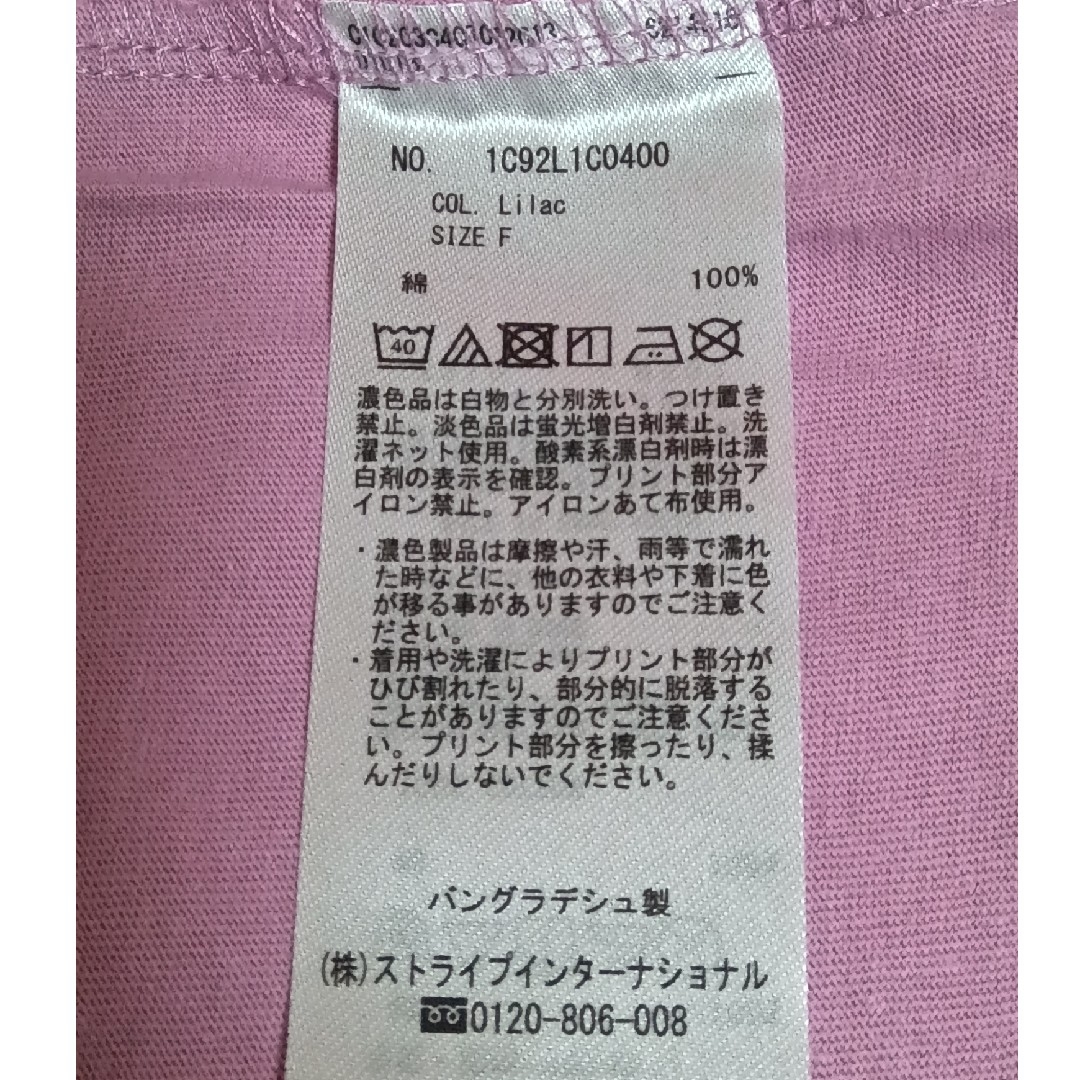 NO. 1C92L1C0400
COL. Lilac
SIZE F
綿 100%
40
濃色品は白物と分別洗い。つけ置き
禁止。淡色品は蛍光増白剤禁止。洗
濯ネット使用。酸素系漂白剤時は漂
白剤の表示を確認。プリント部分ア
イロン禁止。アイロンあて布使用。
・濃色製品は摩擦や汗、雨等で濡れ
た時などに、他の衣料や下着に色
が移る事がありますのでご注意く
ださい。
・着用や洗濯によりプリント部分が
ひび割れたり、部分的に脱落する
ことがありますのでご注意くださ
い。プリント部分を擦ったり、揉
んだりしないでください。
バングラデシュ製
(株)ストライプインターナショナル
0120-806-008